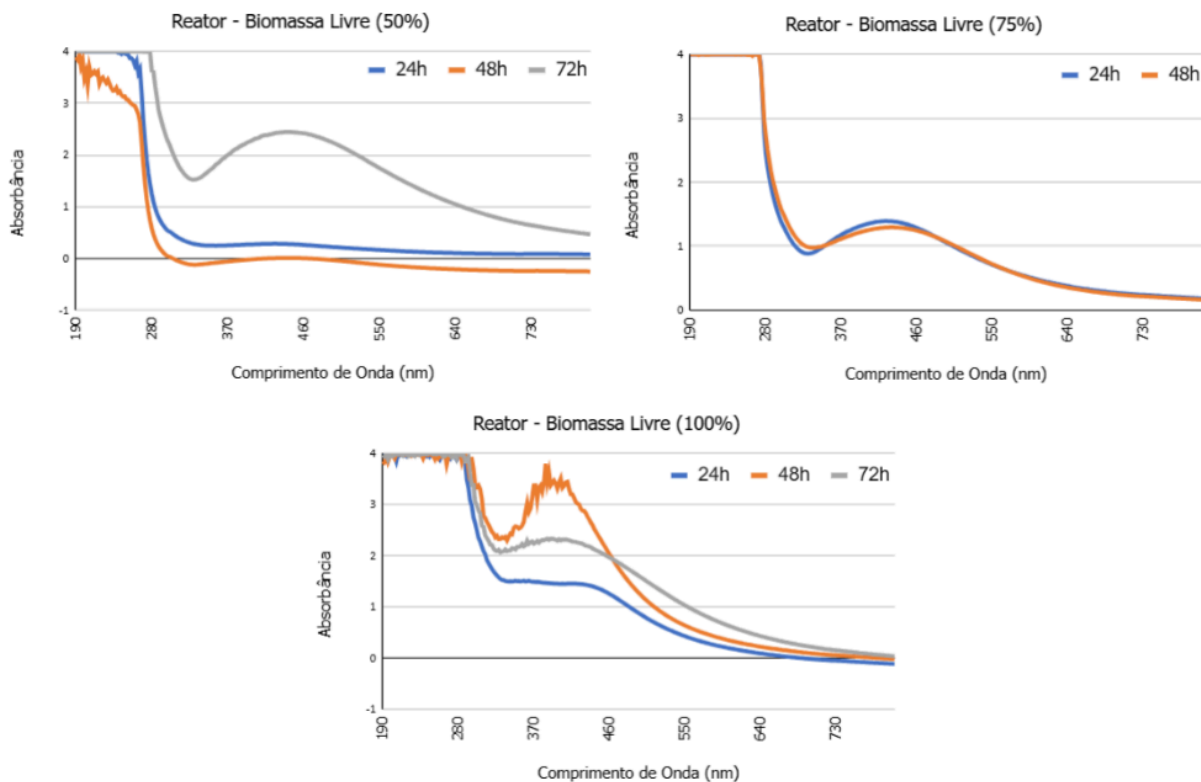 Reator - Biomassa Livre (50%)
24h 48h 72h
4
3
2
1
0
-1
Absorbância
190 280 370 460 550 640 730
Comprimento de Onda (nm)
Reator - Biomassa Livre (75%)
24h 48h
4
3
2
1
0
Absorbância
190 280 370 460 550 640 730
Comprimento de Onda (nm)
Reator - Biomassa Livre (100%)
24h 48h 72h
4
3
2
1
0
-1
Absorbância
190 280 370 460 550 640 730
Comprimento de Onda (nm)